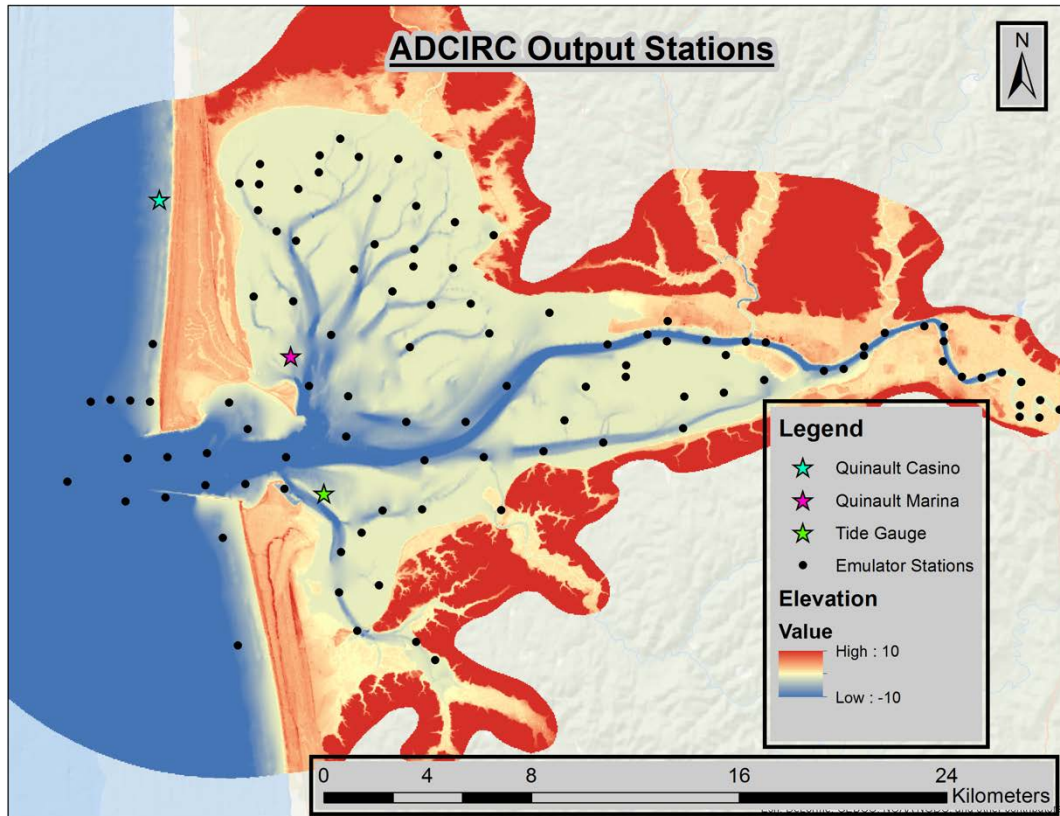 ADCIRC Output Stations
N
Legend
Quinault Casino
Quinault Marina
Tide Gauge
Emulator Stations
Elevation
Value
High : 10
Low : -10
0 4 8 16 24
Kilometers